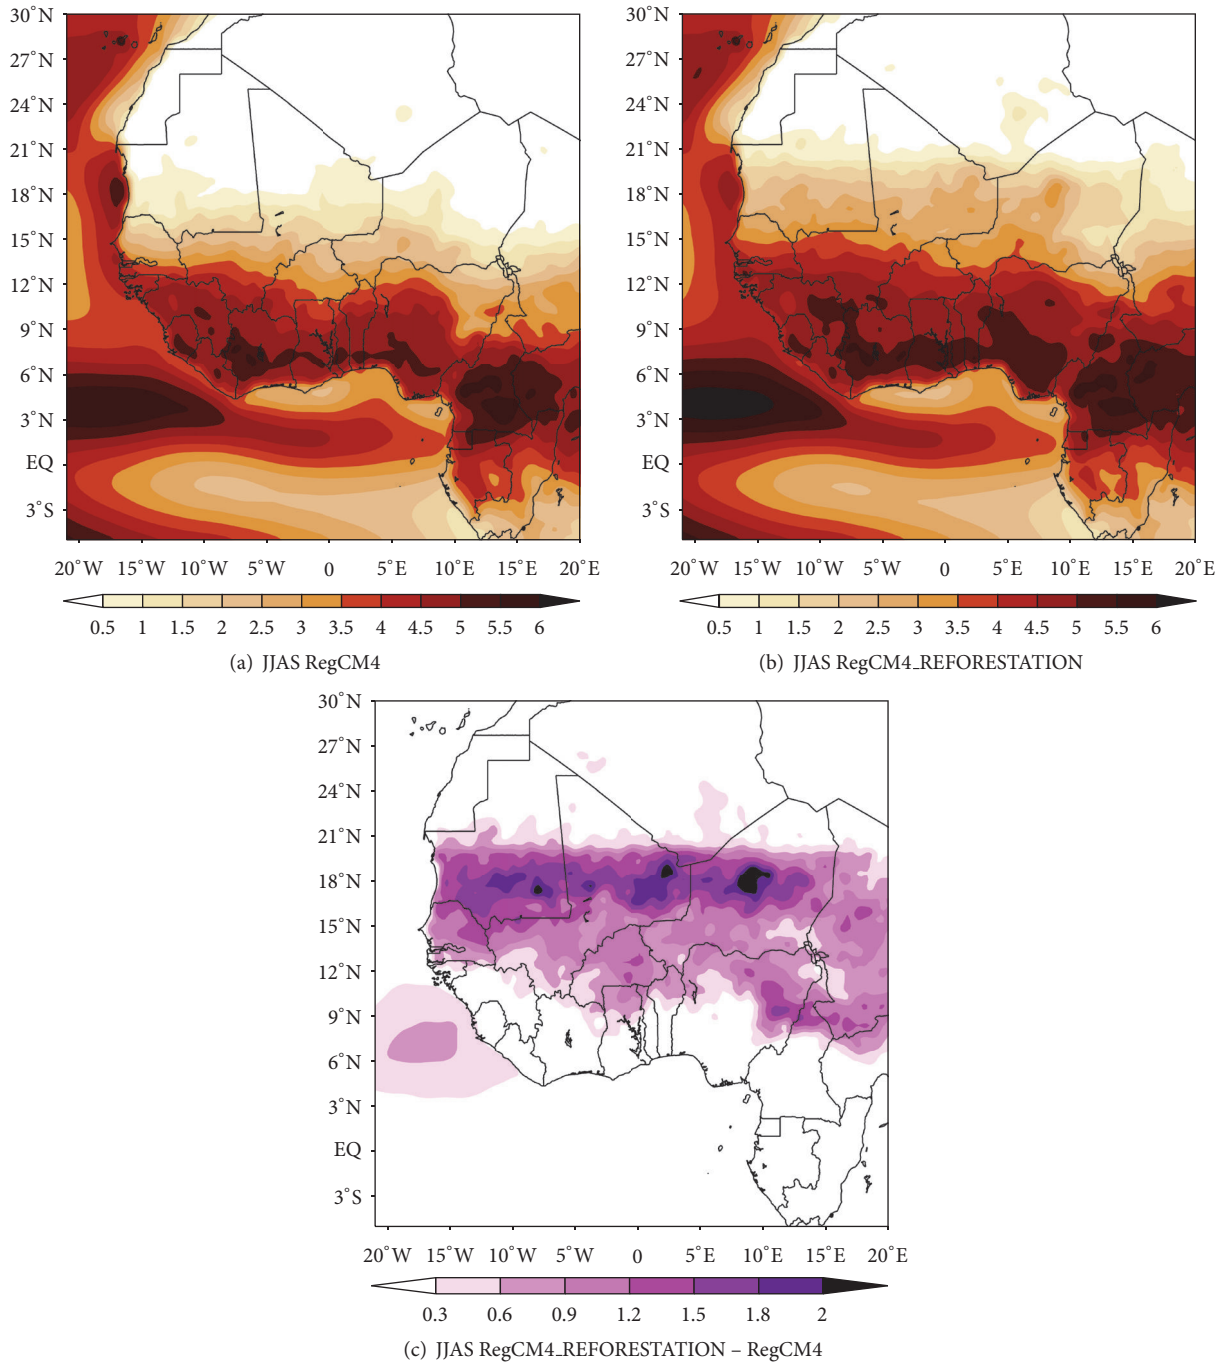 30°N
27°N
24°N
21°N
18°N
15°N
12°N
9°N
6°N
3°N
EQ
3°S
20°W 15°W 10°W 5°W 0 5°E 10°E 15°E 20°E
0.5 1 1.5 2 2.5 3 3.5 4 4.5 5 5.5 6
(a) JJAS RegCM4
30°N
27°N
24°N
21°N
18°N
15°N
12°N
9°N
6°N
3°N
EQ
3°S
20°W 15°W 10°W 5°W 0 5°E 10°E 15°E 20°E
0.5 1 1.5 2 2.5 3 3.5 4 4.5 5 5.5 6
(b) JJAS RegCM4_REFORESTATION
30°N
27°N
24°N
21°N
18°N
15°N
12°N
9°N
6°N
3°N
EQ
3°S
20°W 15°W 10°W 5°W 0 5°E 10°E 15°E 20°E
0.3 0.6 0.9 1.2 1.5 1.8 2
(c) JJAS RegCM4_REFORESTATION – RegCM4